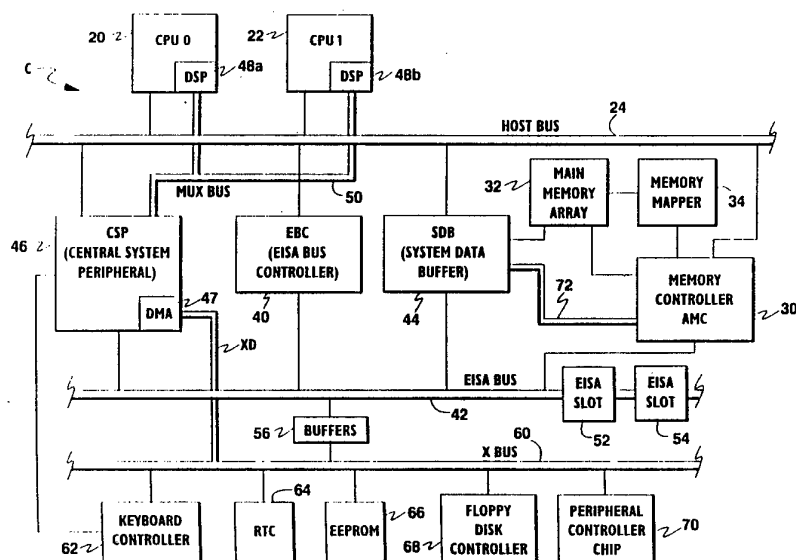 20
CPU 0
DSP
48a
22
CPU 1
DSP
48b
C
HOST BUS
24
MUX BUS
50
32
MAIN
MEMORY
ARRAY
MEMORY
MAPPER
34
46
CSP
(CENTRAL SYSTEM
PERIPHERAL)
47
DMA
EBC
(EISA BUS
CONTROLLER)
40
SDB
(SYSTEM DATA
BUFFER)
44
72
MEMORY
CONTROLLER
AMC
30
XD
EISA BUS
42
EISA
SLOT
52
EISA
SLOT
54
56
BUFFERS
X BUS
60
62
KEYBOARD
CONTROLLER
64
RTC
66
EEPROM
68
FLOPPY
DISK
CONTROLLER
PERIPHERAL
CONTROLLER
CHIP
70